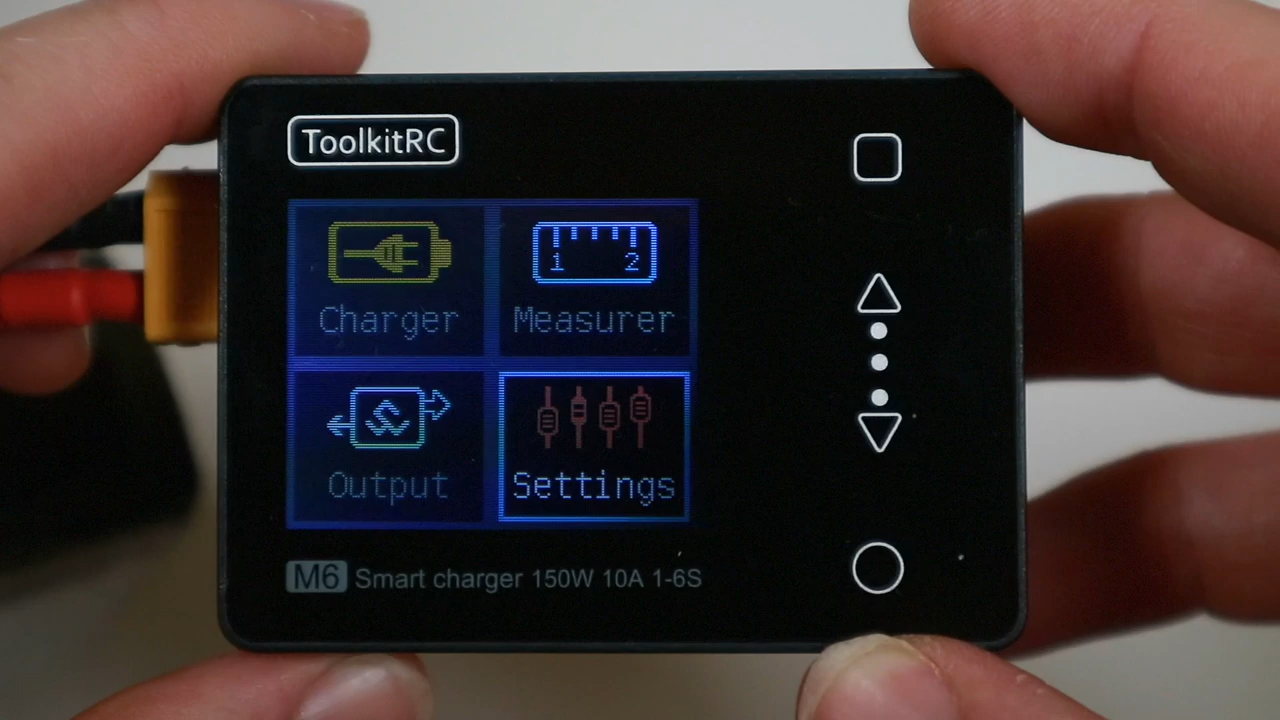 ToolkitRC
1 2
Charger Measurer
Output Settings
M6 Smart charger 150W 10A 1-6S